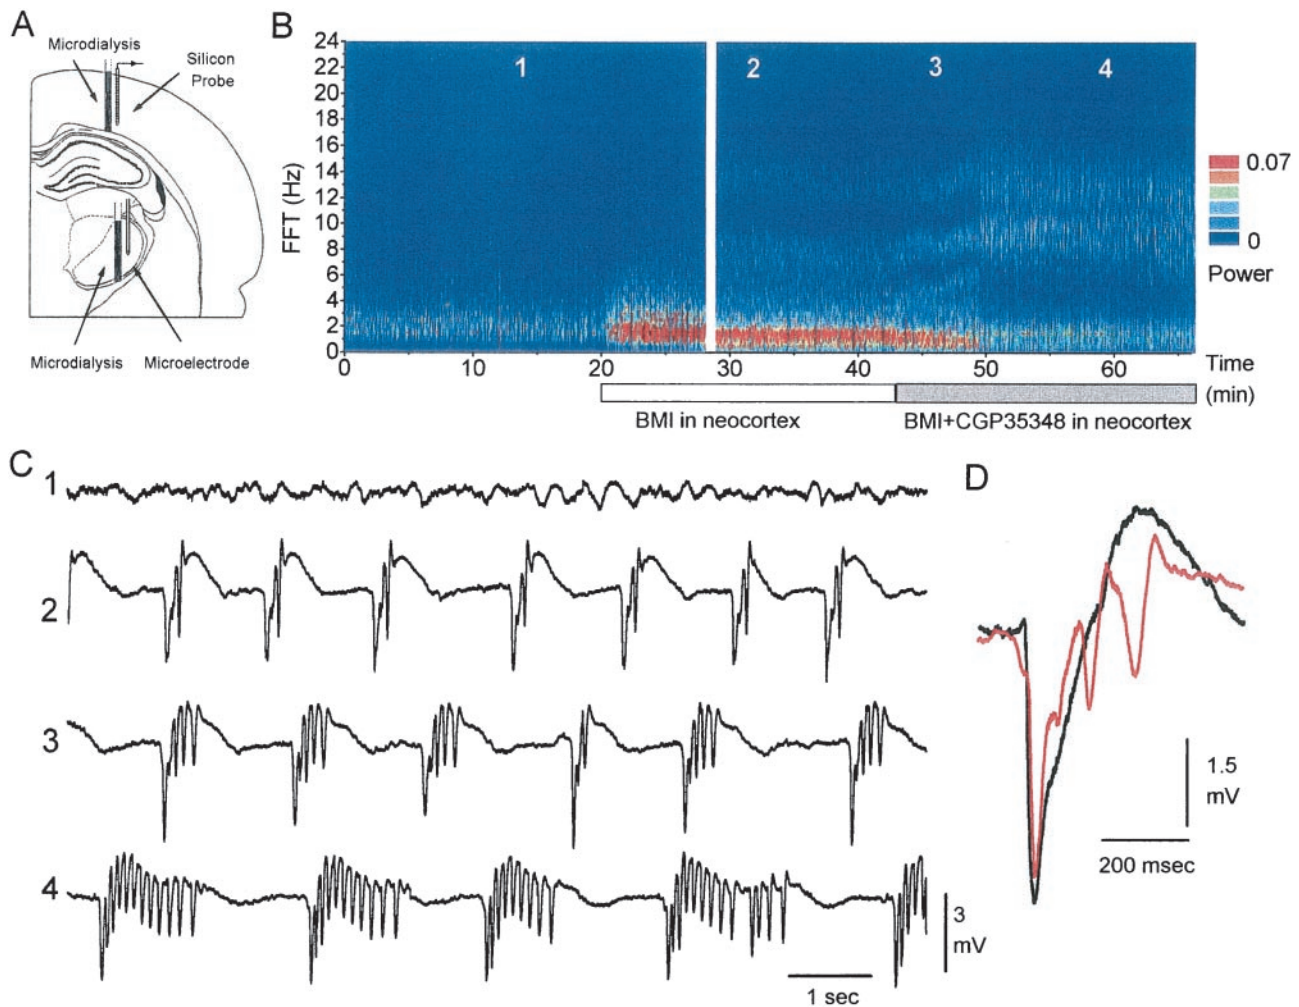 A
Microdialysis
Silicon
Probe
Microdialysis
Microelectrode
B
24
22
20
18
16
14
12
10
8
6
4
2
0
FFT (Hz)
1
2
3
4
0
10
20
30
40
50
60
Time
(min)
0.07
0
Power
BMI in neocortex
BMI+CGP35348 in neocortex
C
1
2
3
4
3
mV
1 sec
D
1.5
mV
200 msec